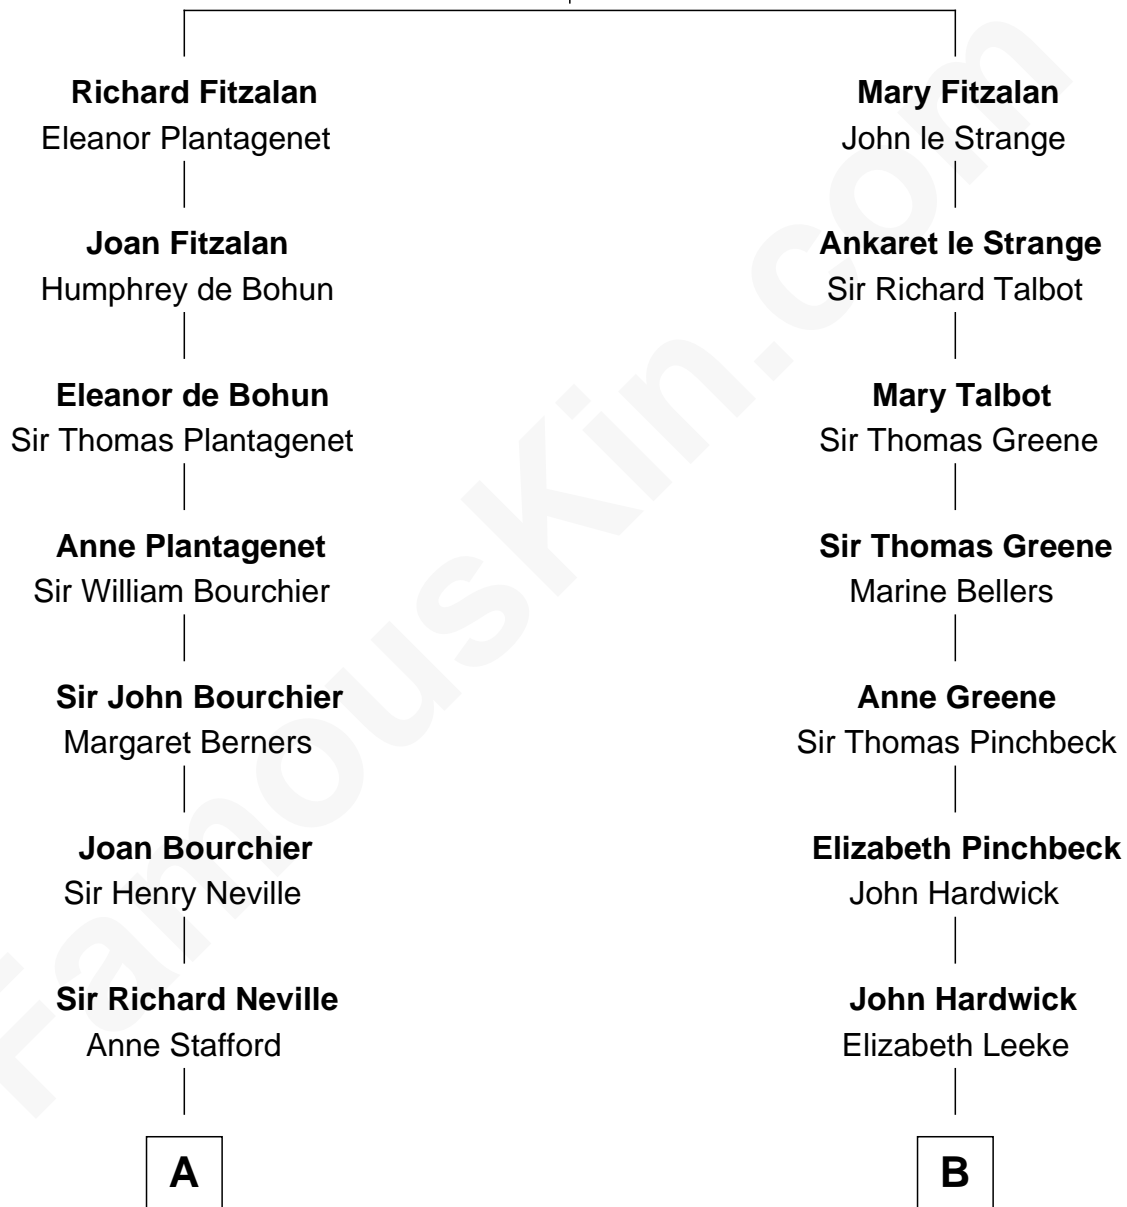 Richard Fitzalan
Eleanor Plantagenet
Joan Fitzalan
Humphrey de Bohun
Eleanor de Bohun
Sir Thomas Plantagenet
Anne Plantagenet
Sir William Bourchier
Sir John Bourchier
Margaret Berners
Joan Bourchier
Sir Henry Neville
Sir Richard Neville
Anne Stafford
A
Mary Fitzalan
John le Strange
Ankaret le Strange
Sir Richard Talbot
Mary Talbot
Sir Thomas Greene
Sir Thomas Greene
Marine Bellers
Anne Greene
Sir Thomas Pinchbeck
Elizabeth Pinchbeck
John Hardwick
John Hardwick
Elizabeth Leeke
B
FamousKin.com